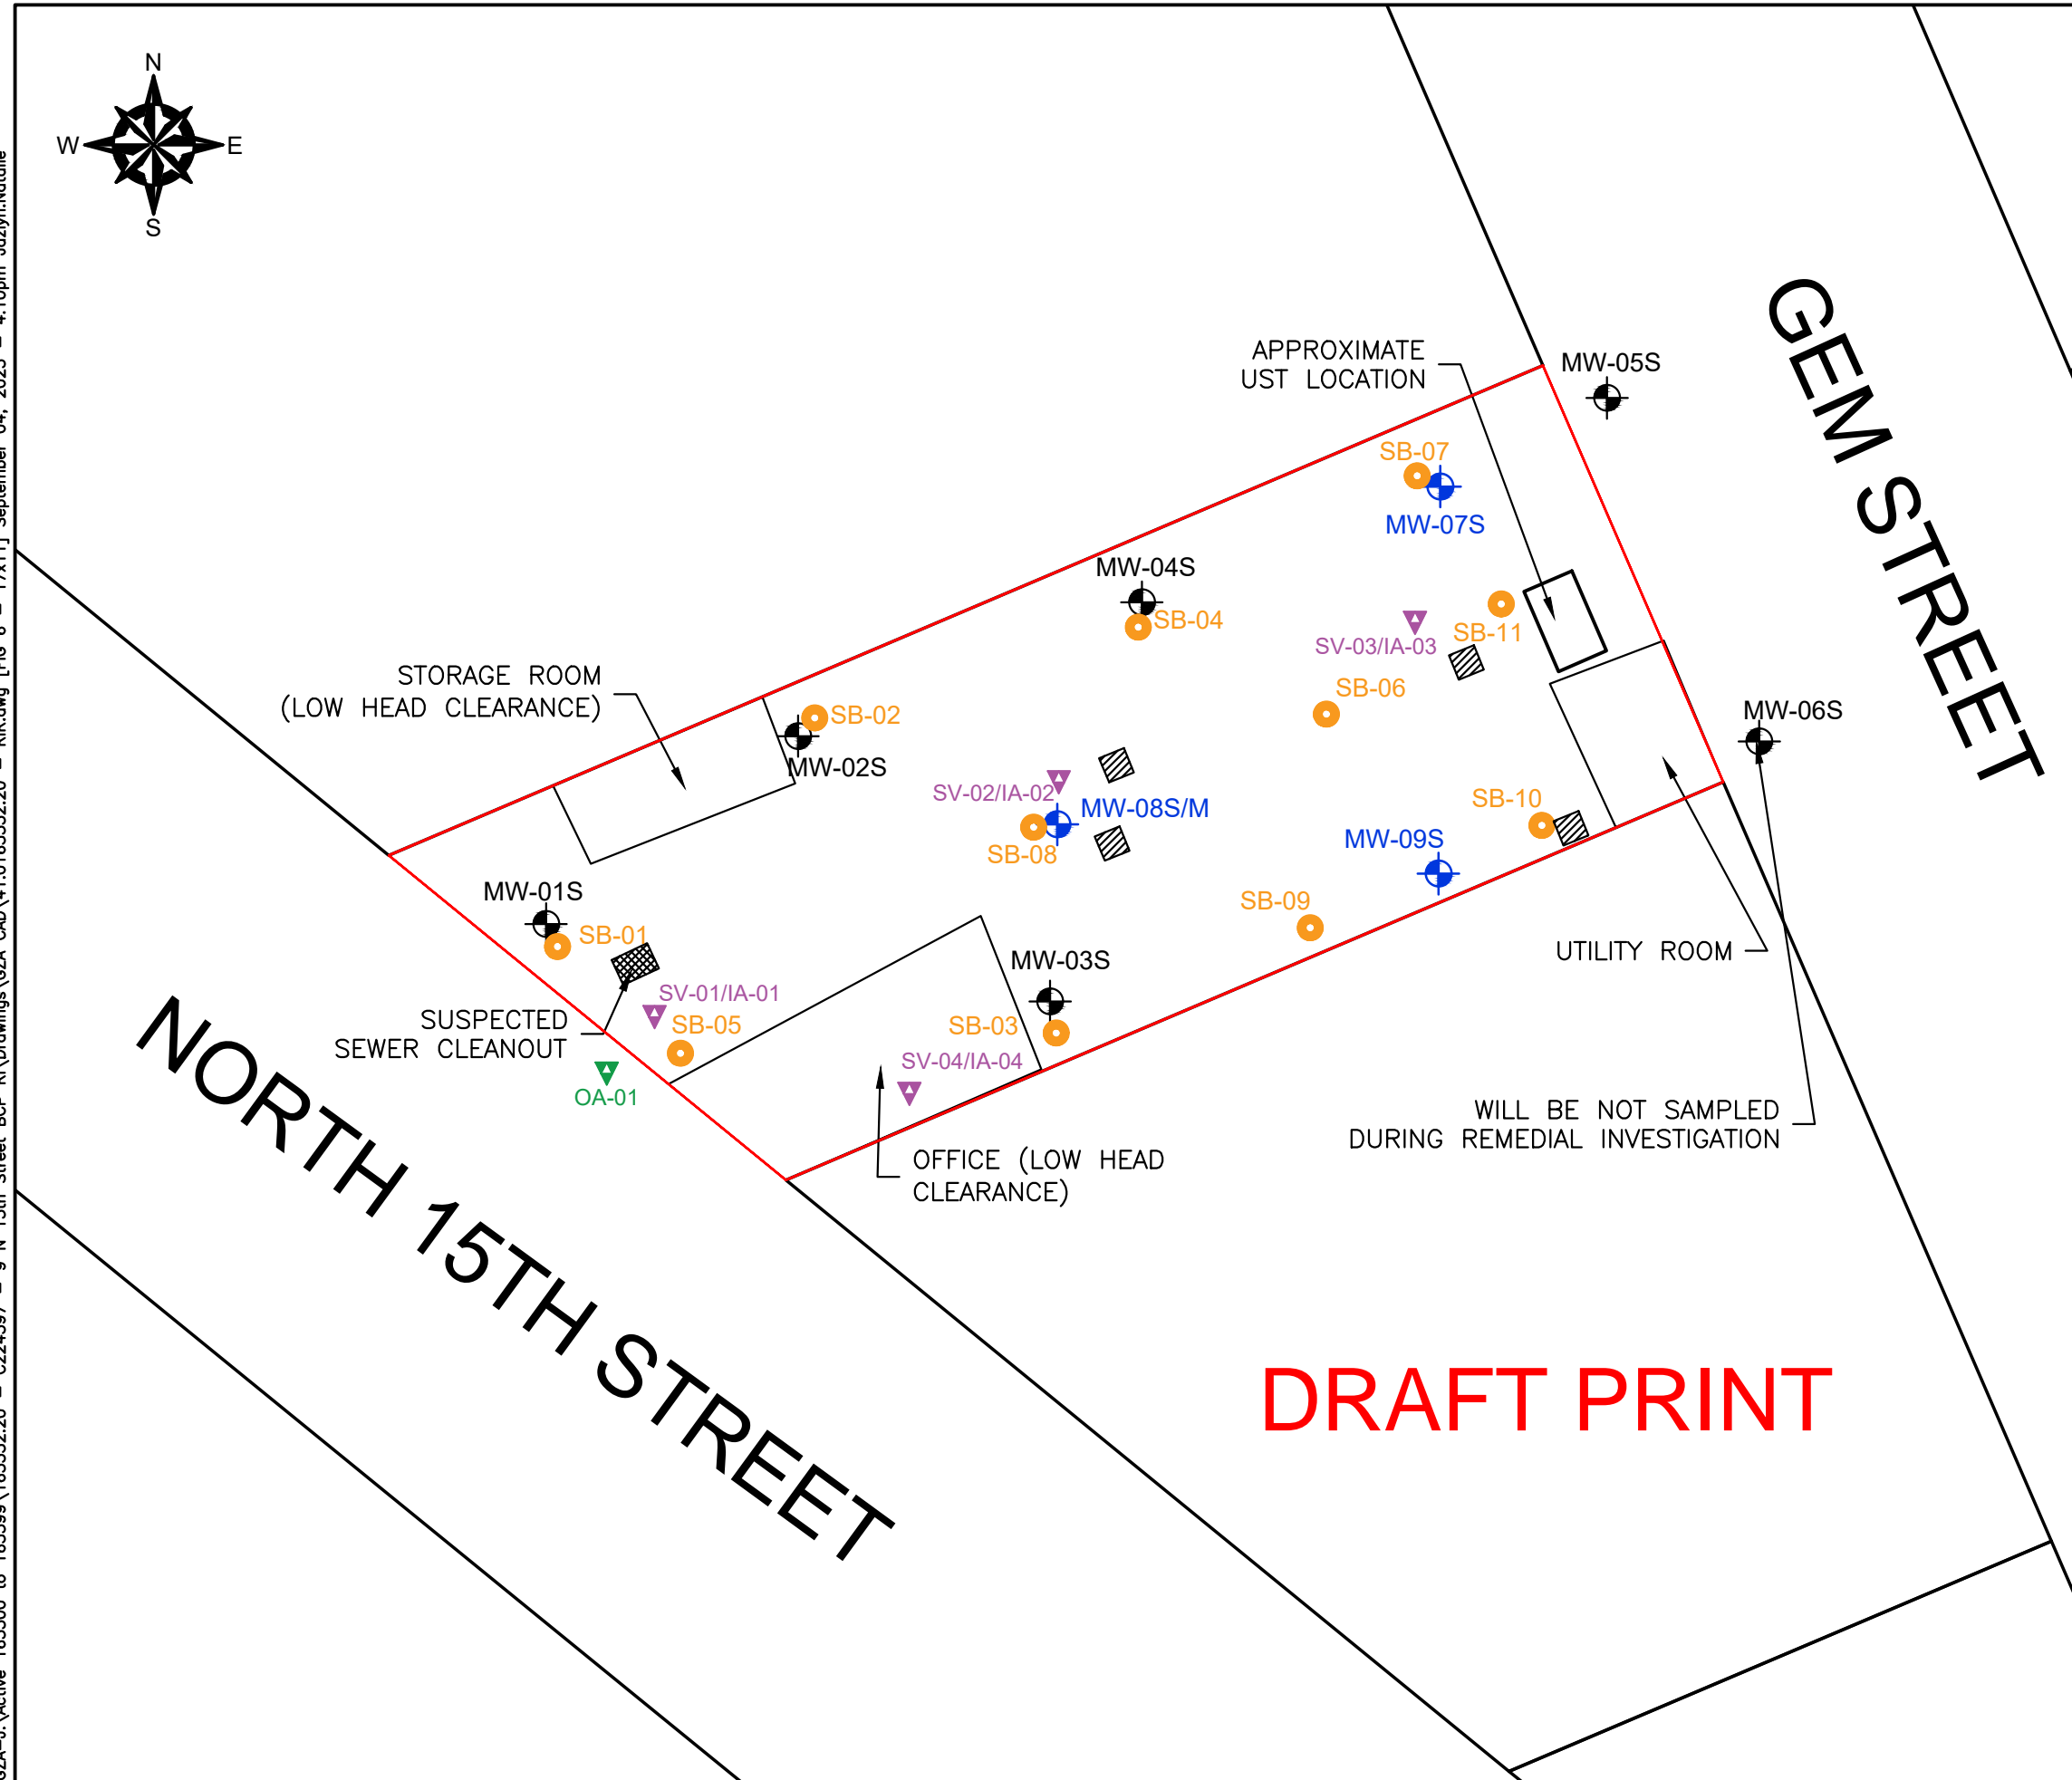 N
W
E
S
GEM STREET
APPROXIMATE
UST LOCATION
MW-05S
SB-07
MW-07S
MW-04S
SB-04
SB-11
SV-03/IA-03
STORAGE ROOM
(LOW HEAD CLEARANCE)
SB-06
SB-02
MW-02S
MW-06S
SV-02/IA-02
MW-08S/M
SB-08
SB-10
MW-09S
MW-01S
SB-01
SB-09
UTILITY ROOM
MW-03S
SV-01/IA-01
SUSPECTED
SEWER CLEANOUT
SB-05
SB-03
SV-04/IA-04
OA-01
WILL BE NOT SAMPLED
DURING REMEDIAL INVESTIGATION
OFFICE (LOW HEAD
CLEARANCE)
NORTH 15TH STREET
DRAFT PRINT